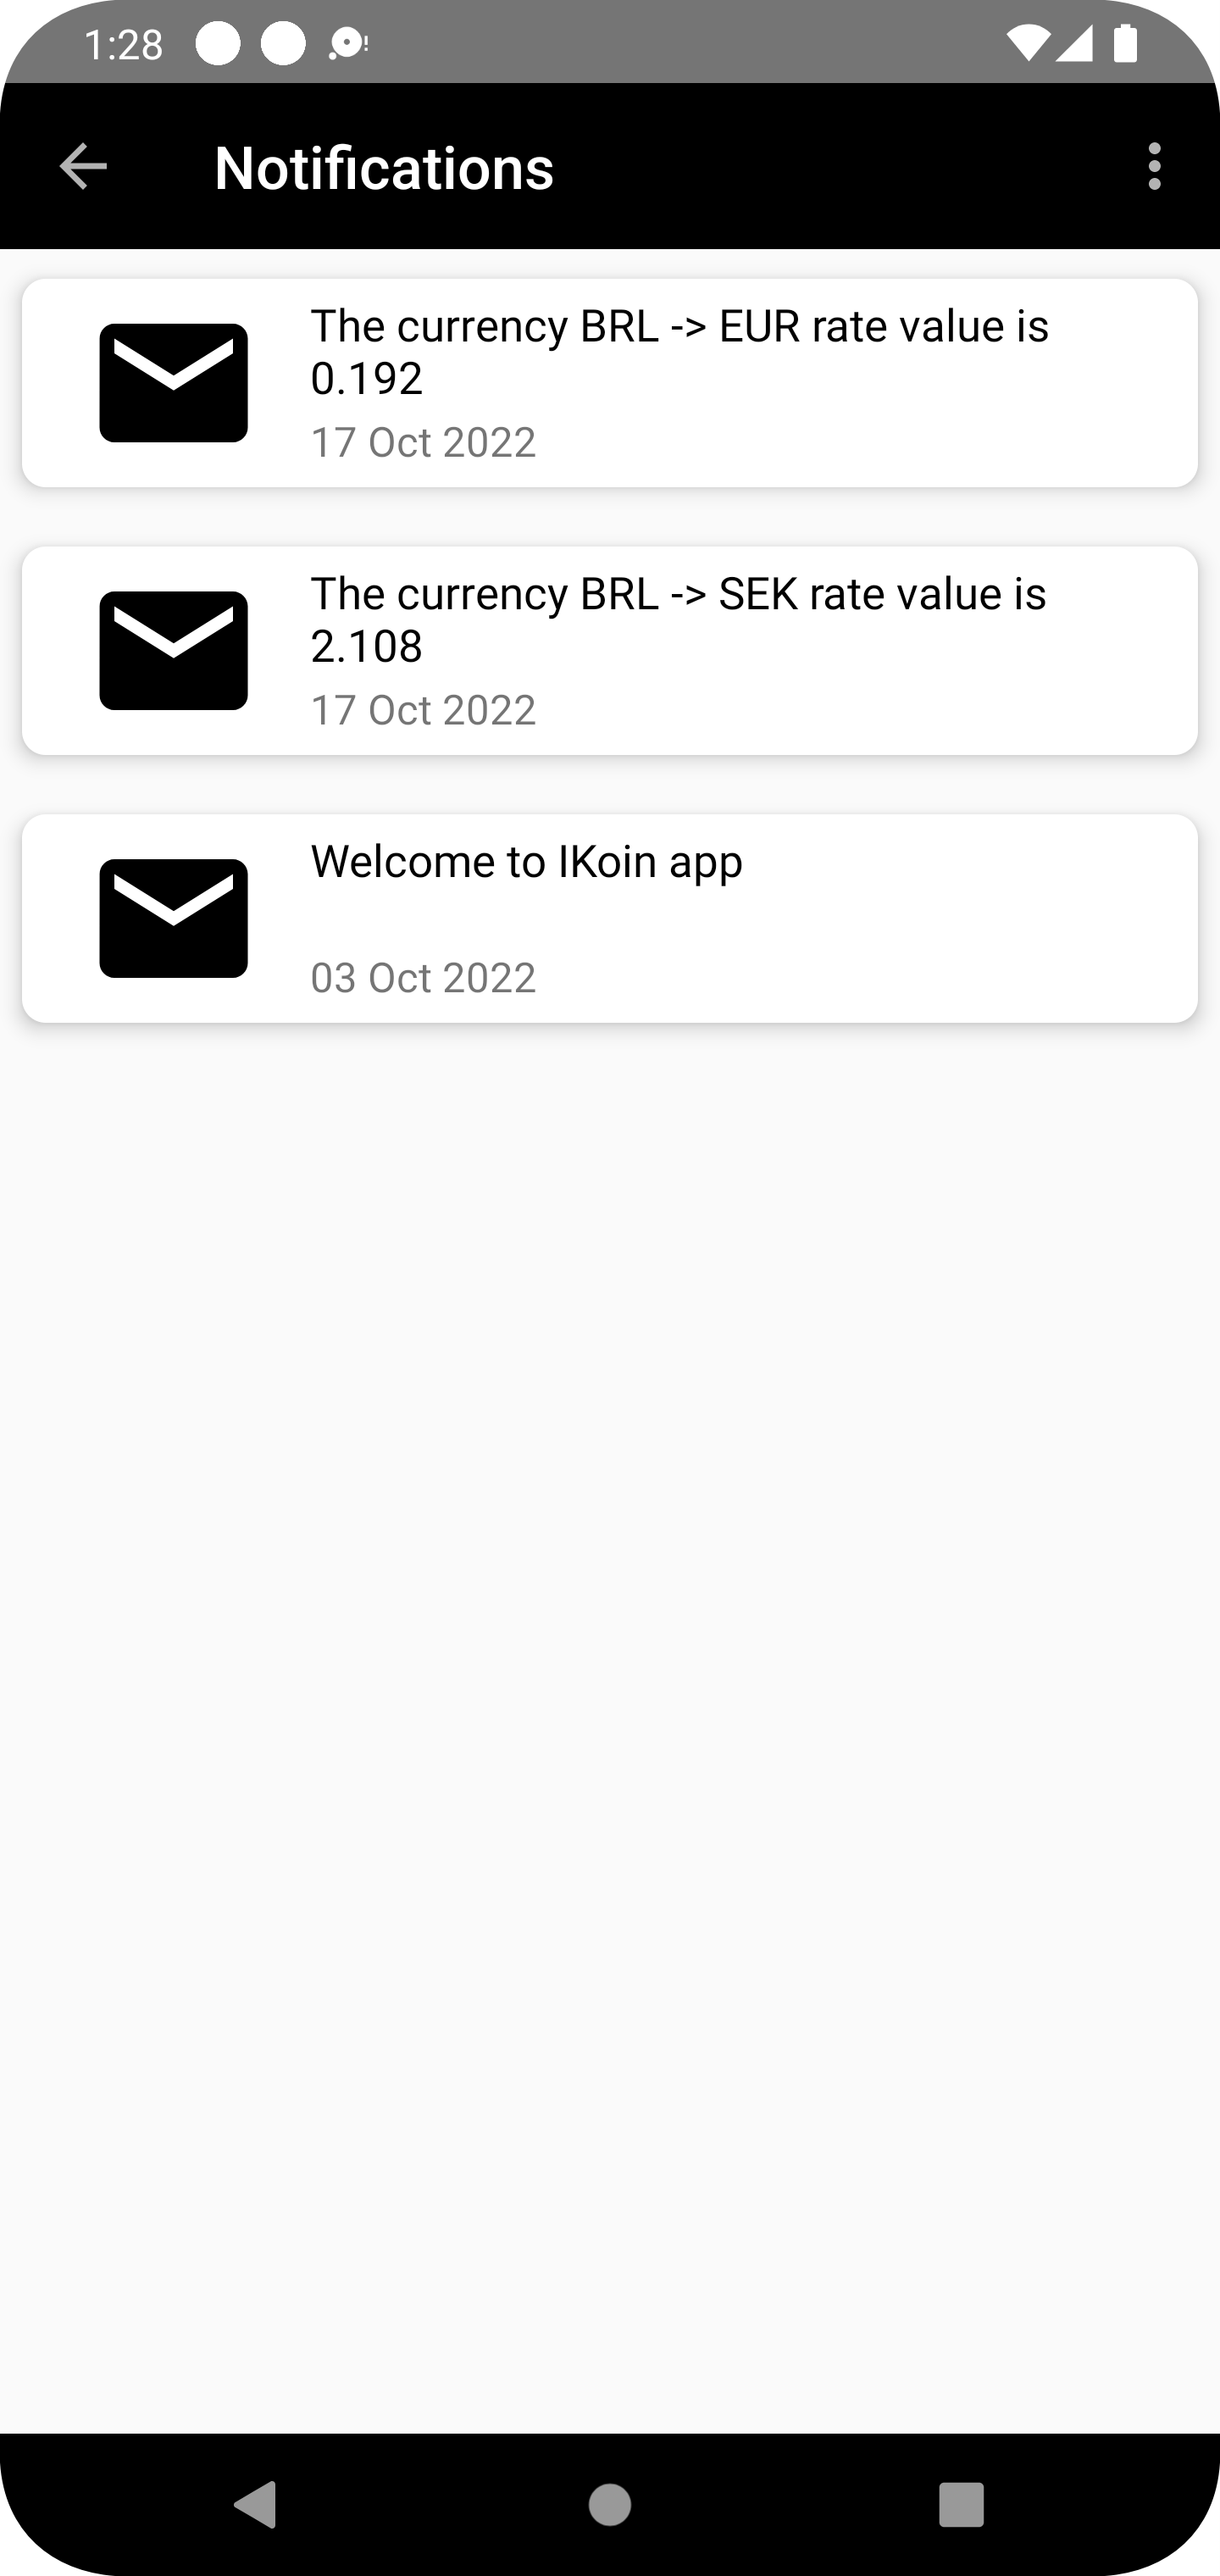 1:28
Notifications
The currency BRL -> EUR rate value is
0.192
17 Oct 2022
The currency BRL -> SEK rate value is
2.108
17 Oct 2022
Welcome to IKoin app
03 Oct 2022